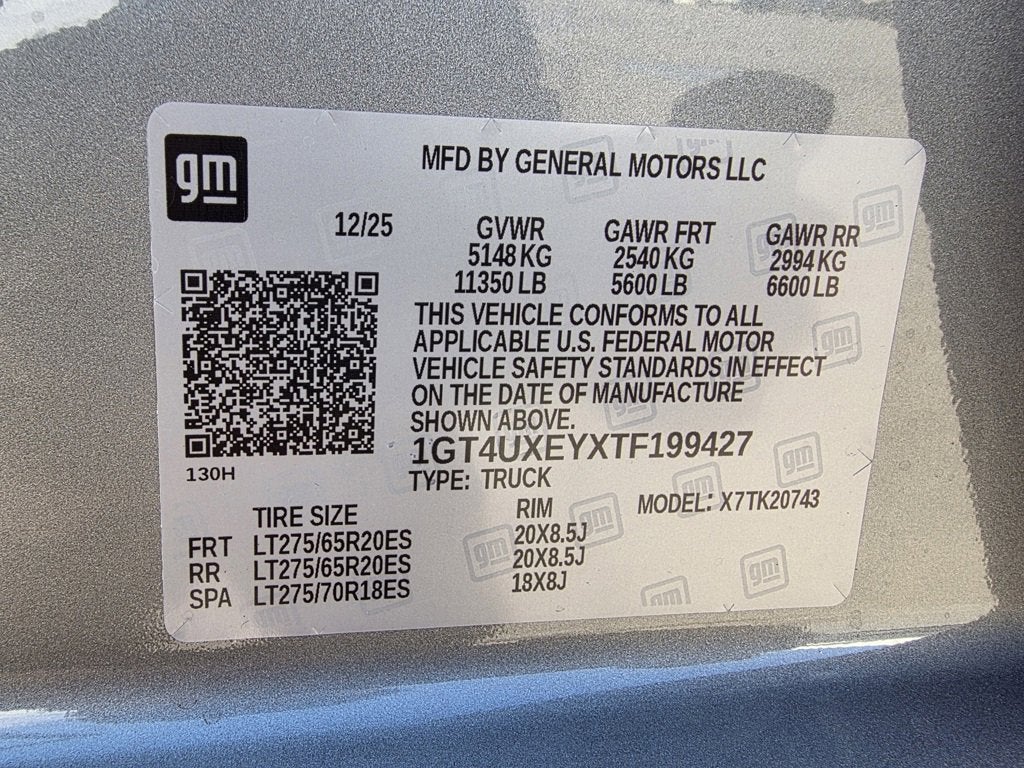 gm
MFD BY GENERAL MOTORS LLC
12/25 GVWR GAWR FRT GAWR RR
5148 KG 2540 KG 2994 KG
11350 LB 5600 LB 6600 LB
THIS VEHICLE CONFORMS TO ALL
APPLICABLE U.S. FEDERAL MOTOR
VEHICLE SAFETY STANDARDS IN EFFECT
ON THE DATE OF MANUFACTURE
SHOWN ABOVE.
1GT4UXEYXTF199427
130H
TYPE: TRUCK
MODEL: X7TK20743
TIRE SIZE RIM
FRT LT275/65R20ES 20X8.5J
RR LT275/65R20ES 20X8.5J
SPA LT275/70R18ES 18X8J